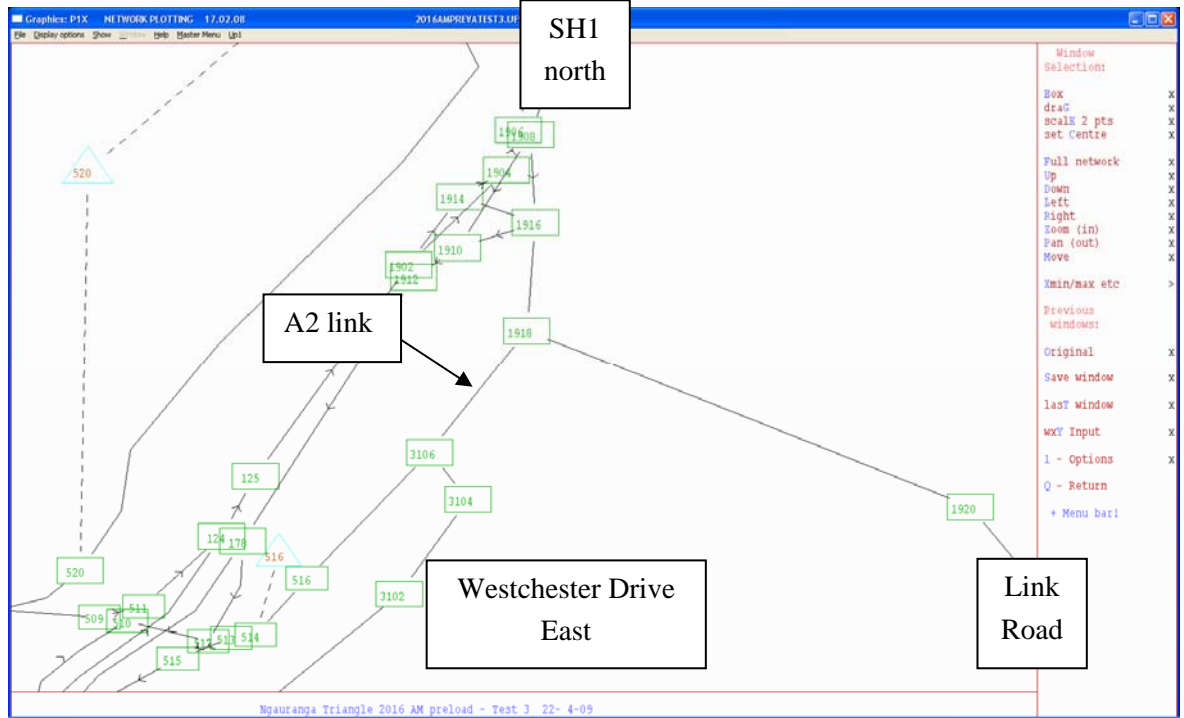 Graphics: P1X NETWORK PLOTTING 17.02.08 2016AMPREVATEST3.UF
File Display options Show Window Help Master Menu Up1
SH1
north
Window
Selection:
Box x
draG x
scalE 2 pts x
set Centre x
Full network x
Up x
Down x
Left x
Right x
Zoom (in) x
Pan (out) x
Move x
Xmin/max etc >
Previous
windows:
Original x
Save window x
lasT window x
wxY Input x
1 - Options x
Q - Return
+ Menu bar!
1906
1908
520
1904
1914
1916
1910
1902
1912
A2 link
1918
3106
125
3104
1920
124
178
516
520
516
3102
Westchester Drive
East
Link
Road
511
509
510
512
513
514
515
Ngauranga Triangle 2016 AM preload - Test 3 22- 4-09